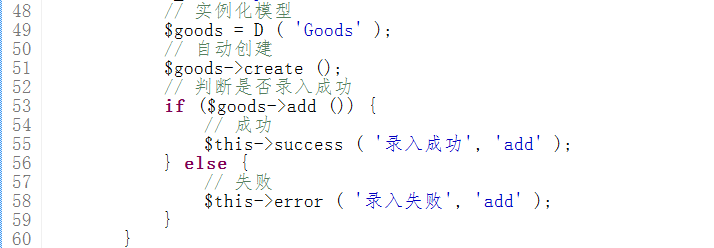 48 // 实例化模型
49 $goods = D ( 'Goods' );
50 // 自动创建
51 $goods->create ();
52 // 判断是否录入成功
53 if ($goods->add ()) {
54 // 成功
55 $this->success ( '录入成功', 'add' );
56 } else {
57 // 失败
58 $this->error ( '录入失败', 'add' );
59 }
60 }